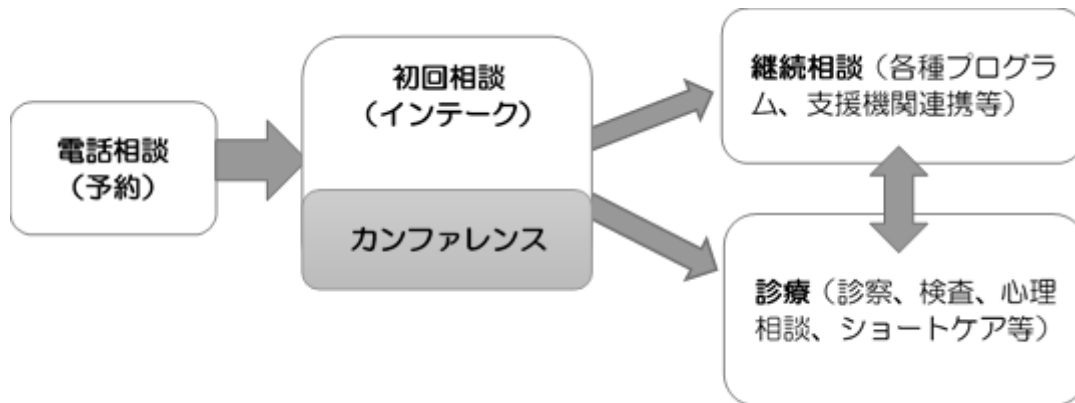 電話相談
（予約）
初回相談
（インテーク）
カンファレンス
継続相談（各種プログラ
ム、支援機関連携等）
診療（診察、検査、心理
相談、ショートケア等）